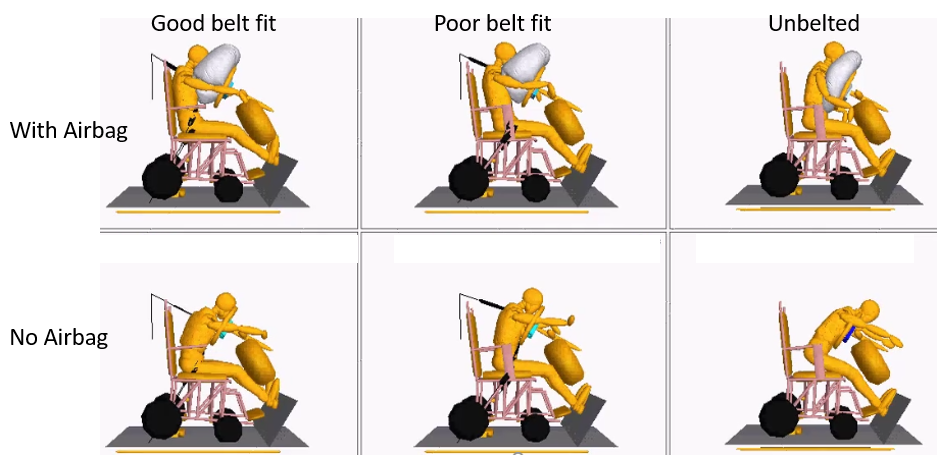 Good belt fit
Poor belt fit
Unbelted
With Airbag
No Airbag